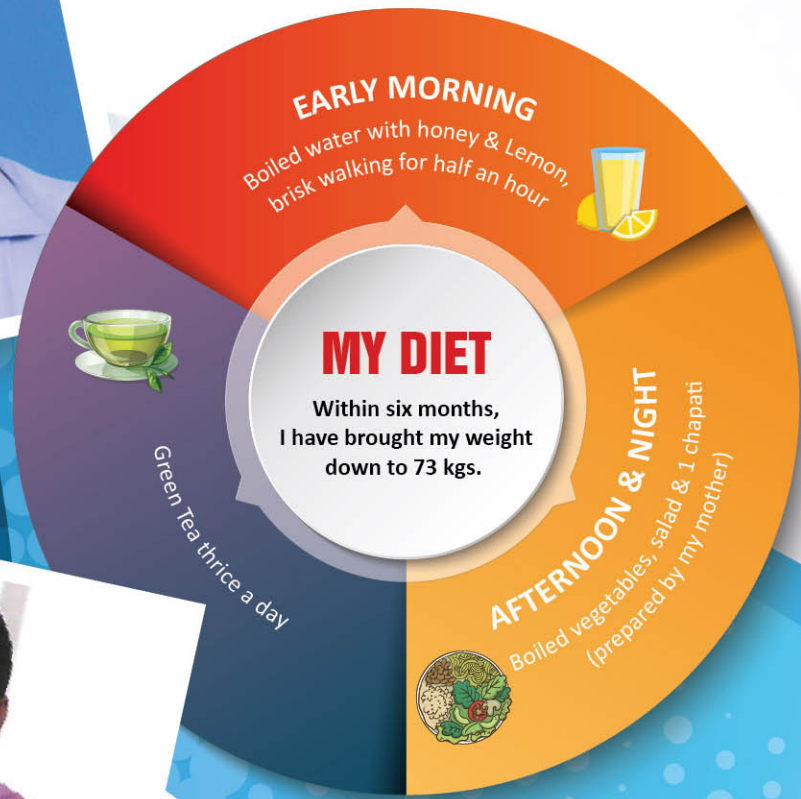 EARLY MORNING
Boiled water with honey & Lemon,
brisk walking for half an hour
MY DIET
Within six months,
I have brought my weight
down to 73 kgs.
AFTERNOON & NIGHT
Boiled vegetables, salad & 1 chapati
(prepared by my mother)
Green Tea thrice a day